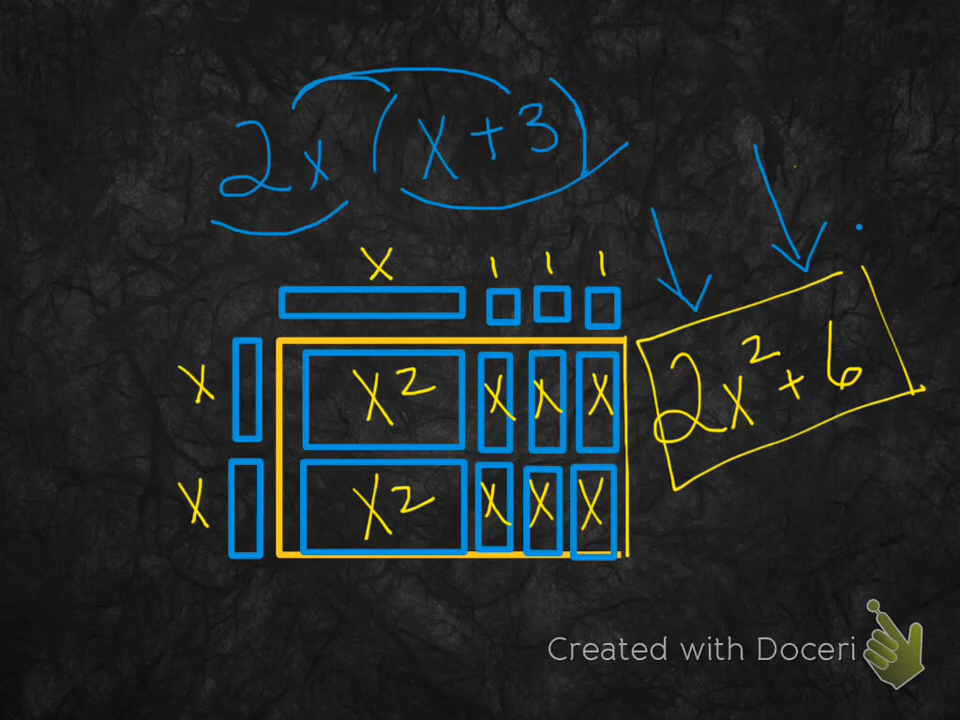 2x (x+3)
x 1 1 1
x x² x x x
x x² x x x
2x²+6
Created with Doceri